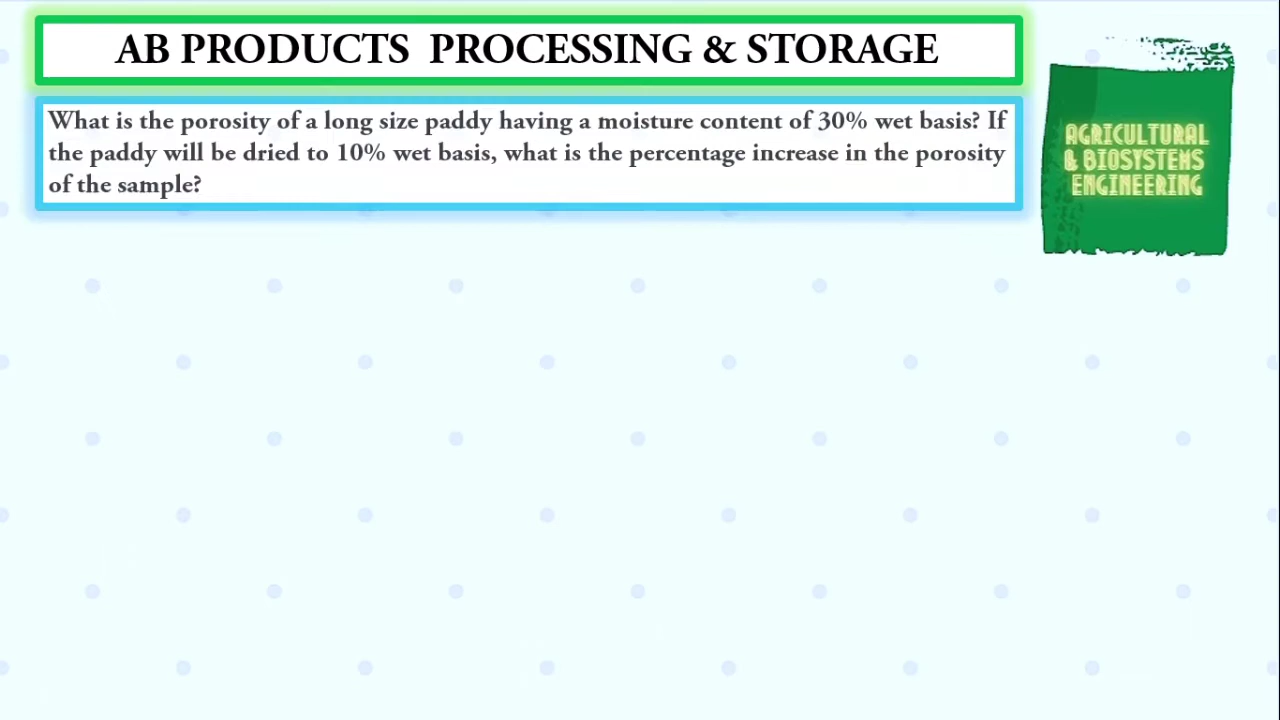 AB PRODUCTS PROCESSING & STORAGE
What is the porosity of a long size paddy having a moisture content of 30% wet basis? If
the paddy will be dried to 10% wet basis, what is the percentage increase in the porosity
of the sample?
AGRICULTURAL
& BIOSYSTEMS
ENGINEERING